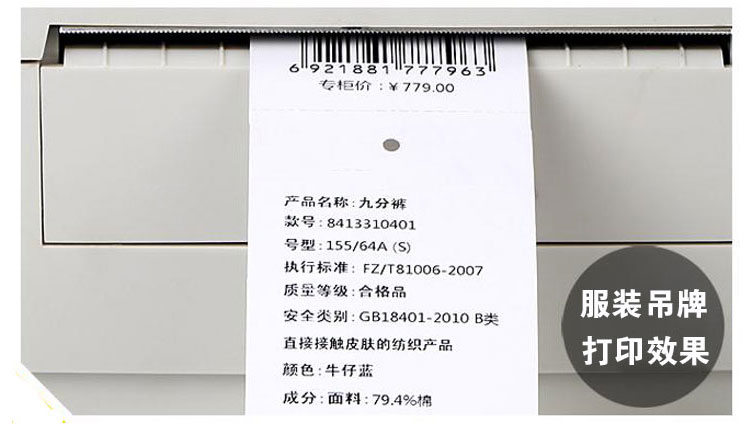 6 921881 777963
专柜价：￥779.00
产品名称：九分裤
款号：8413310401
号型：155/64A (S)
执行标准： FZ/T81006-2007
质量等级：合格品
安全类别：GB18401-2010 B类
直接接触皮肤的纺织产品
颜色：牛仔蓝
成分：面料：79.4%棉
服装吊牌
打印效果